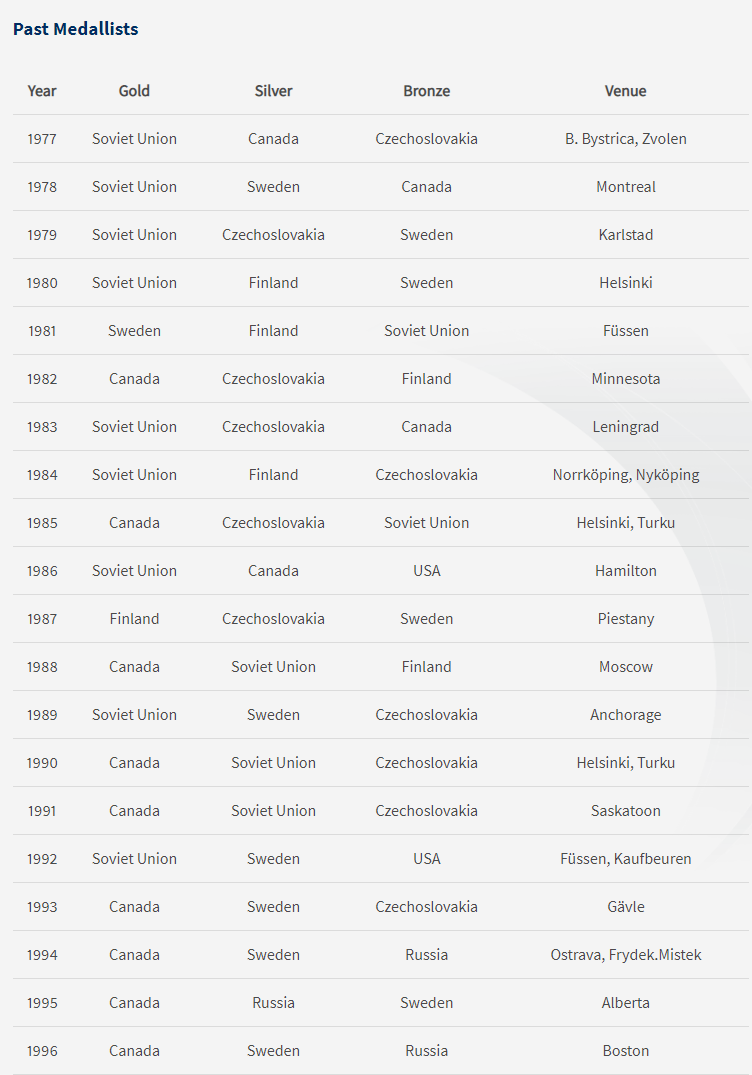 Past Medallists
Year Gold Silver Bronze Venue
1977 Soviet Union Canada Czechoslovakia B. Bystrica, Zvolen
1978 Soviet Union Sweden Canada Montreal
1979 Soviet Union Czechoslovakia Sweden Karlstad
1980 Soviet Union Finland Sweden Helsinki
1981 Sweden Finland Soviet Union Füssen
1982 Canada Czechoslovakia Finland Minnesota
1983 Soviet Union Czechoslovakia Canada Leningrad
1984 Soviet Union Finland Czechoslovakia Norrköping, Nyköping
1985 Canada Czechoslovakia Soviet Union Helsinki, Turku
1986 Soviet Union Canada USA Hamilton
1987 Finland Czechoslovakia Sweden Piestany
1988 Canada Soviet Union Finland Moscow
1989 Soviet Union Sweden Czechoslovakia Anchorage
1990 Canada Soviet Union Czechoslovakia Helsinki, Turku
1991 Canada Soviet Union Czechoslovakia Saskatoon
1992 Soviet Union Sweden USA Füssen, Kaufbeuren
1993 Canada Sweden Czechoslovakia Gävle
1994 Canada Sweden Russia Ostrava, Frydek.Mistek
1995 Canada Russia Sweden Alberta
1996 Canada Sweden Russia Boston